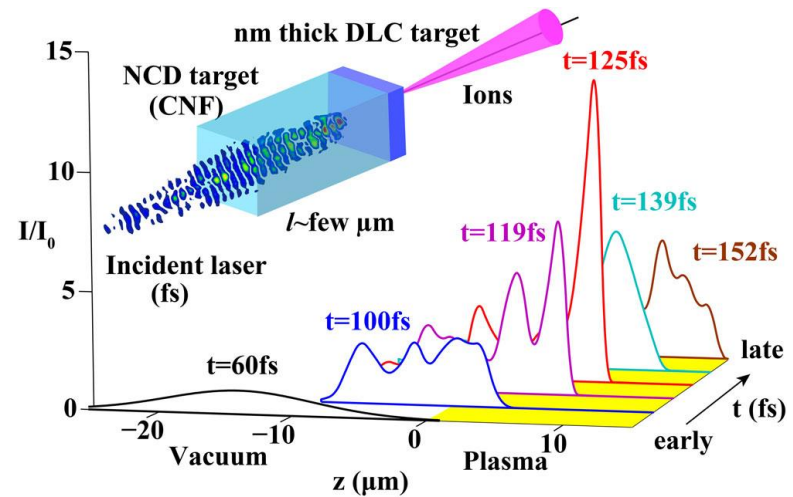 nm thick DLC target
NCD target
(CNF)
Ions
l~few µm
Incident laser
(fs)
I/I0
15
10
5
0
t=60fs
t=100fs
t=119fs
t=125fs
t=139fs
t=152fs
late
t (fs)
early
−20
−10
0
10
Vacuum
Plasma
z (µm)